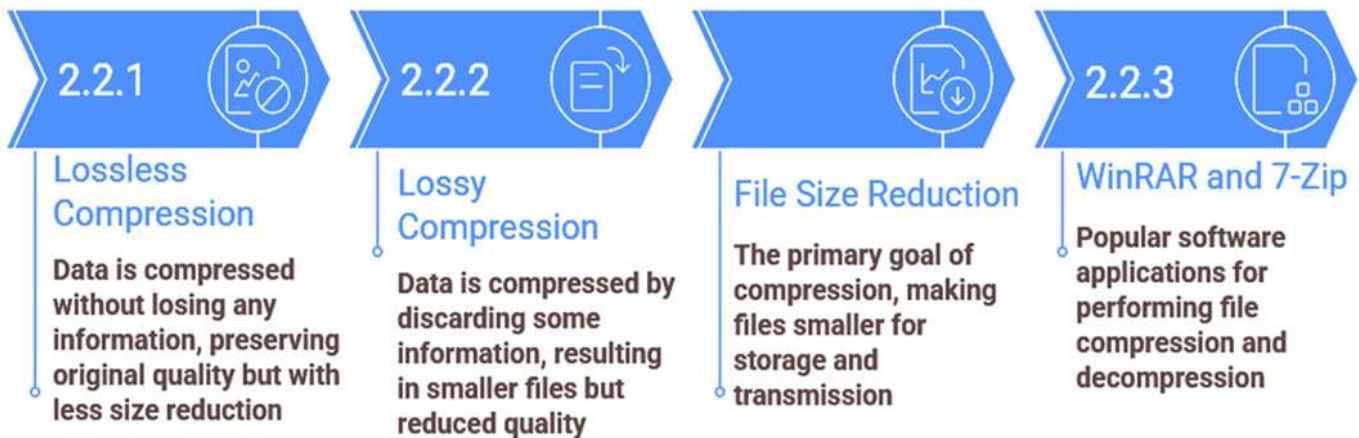 2.2.1
Lossless
Compression
Data is compressed
without losing any
information, preserving
original quality but with
less size reduction
2.2.2
Lossy
Compression
Data is compressed by
discarding some
information, resulting
in smaller files but
reduced quality
File Size Reduction
The primary goal of
compression, making
files smaller for
storage and
transmission
2.2.3
WinRAR and 7-Zip
Popular software
applications for
performing file
compression and
decompression